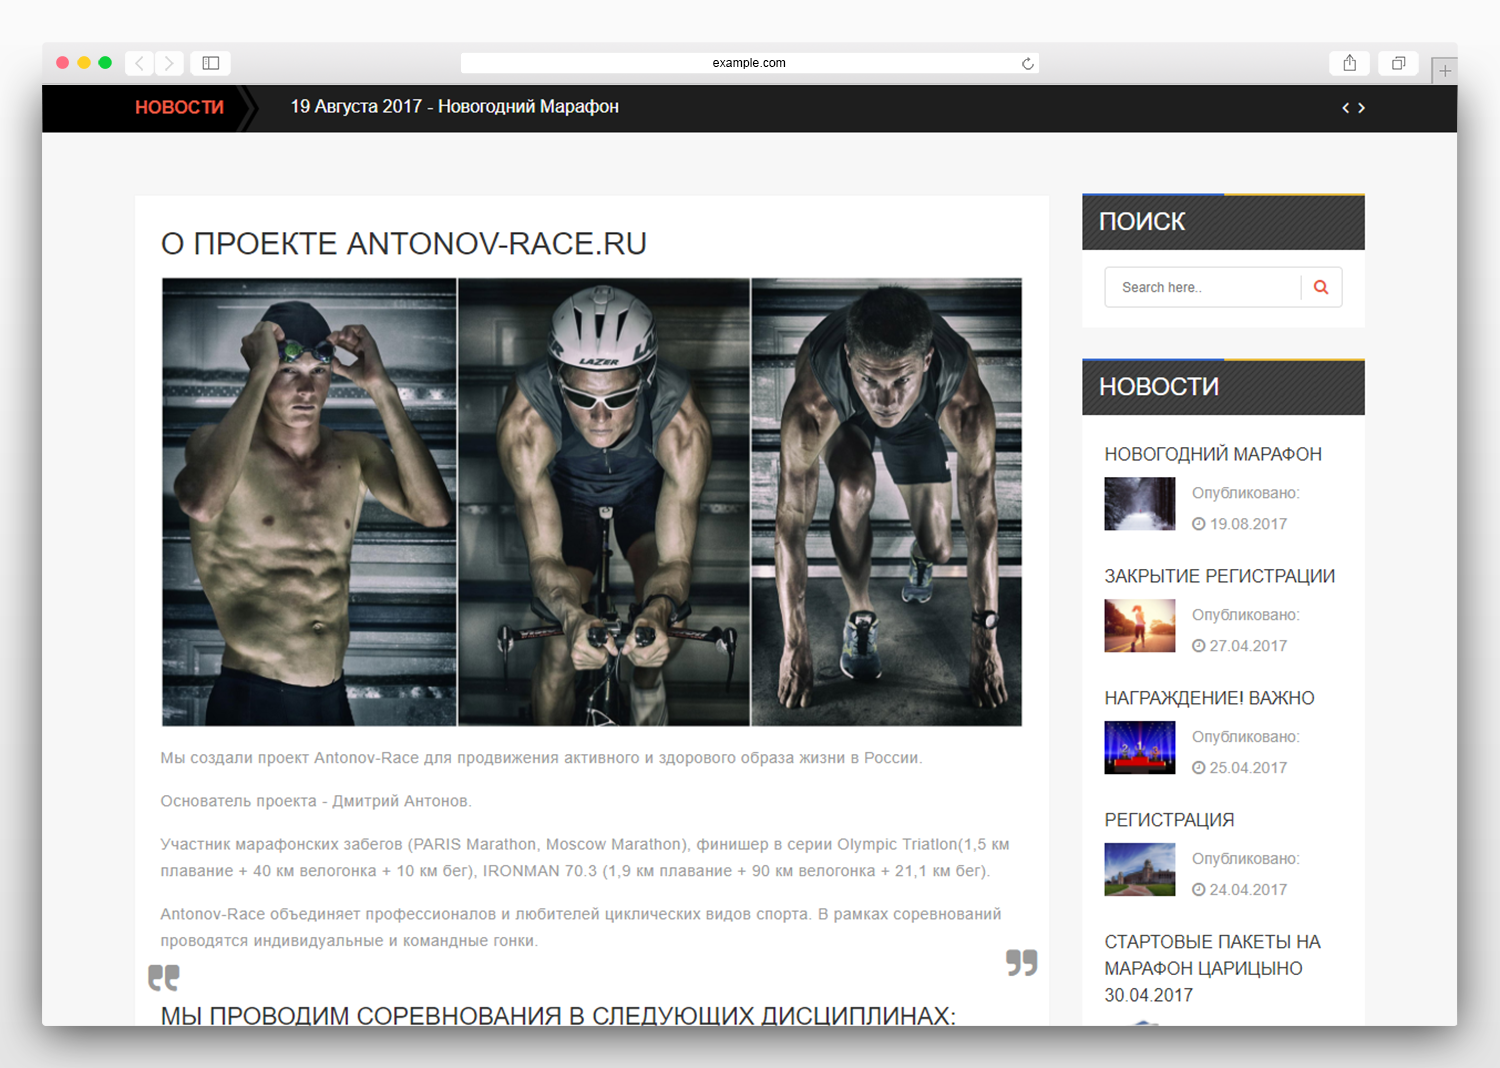 example.com
НОВОСТИ
19 Августа 2017 - Новогодний Марафон
О ПРОЕКТЕ ANTONOV-RACE.RU
LAZER
Мы создали проект Antonov-Race для продвижения активного и здорового образа жизни в России.
Основатель проекта - Дмитрий Антонов.
Участник марафонских забегов (PARIS Marathon, Moscow Marathon), финишер в серии Olympic Triatlon(1,5 км
плавание + 40 км велогонка + 10 км бег), IRONMAN 70.3 (1,9 км плавание + 90 км велогонка + 21,1 км бег).
Antonov-Race объединяет профессионалов и любителей циклических видов спорта. В рамках соревнований
проводятся индивидуальные и командные гонки.
МЫ ПРОВОДИМ СОРЕВНОВАНИЯ В СЛЕДУЮЩИХ ДИСЦИПЛИНАХ:
ПОИСК
Search here..
НОВОСТИ
НОВОГОДНИЙ МАРАФОН
Опубликовано:
19.08.2017
ЗАКРЫТИЕ РЕГИСТРАЦИИ
Опубликовано:
27.04.2017
НАГРАЖДЕНИЕ! ВАЖНО
Опубликовано:
25.04.2017
РЕГИСТРАЦИЯ
Опубликовано:
24.04.2017
СТАРТОВЫЕ ПАКЕТЫ НА
МАРАФОН ЦАРИЦЫНО
30.04.2017